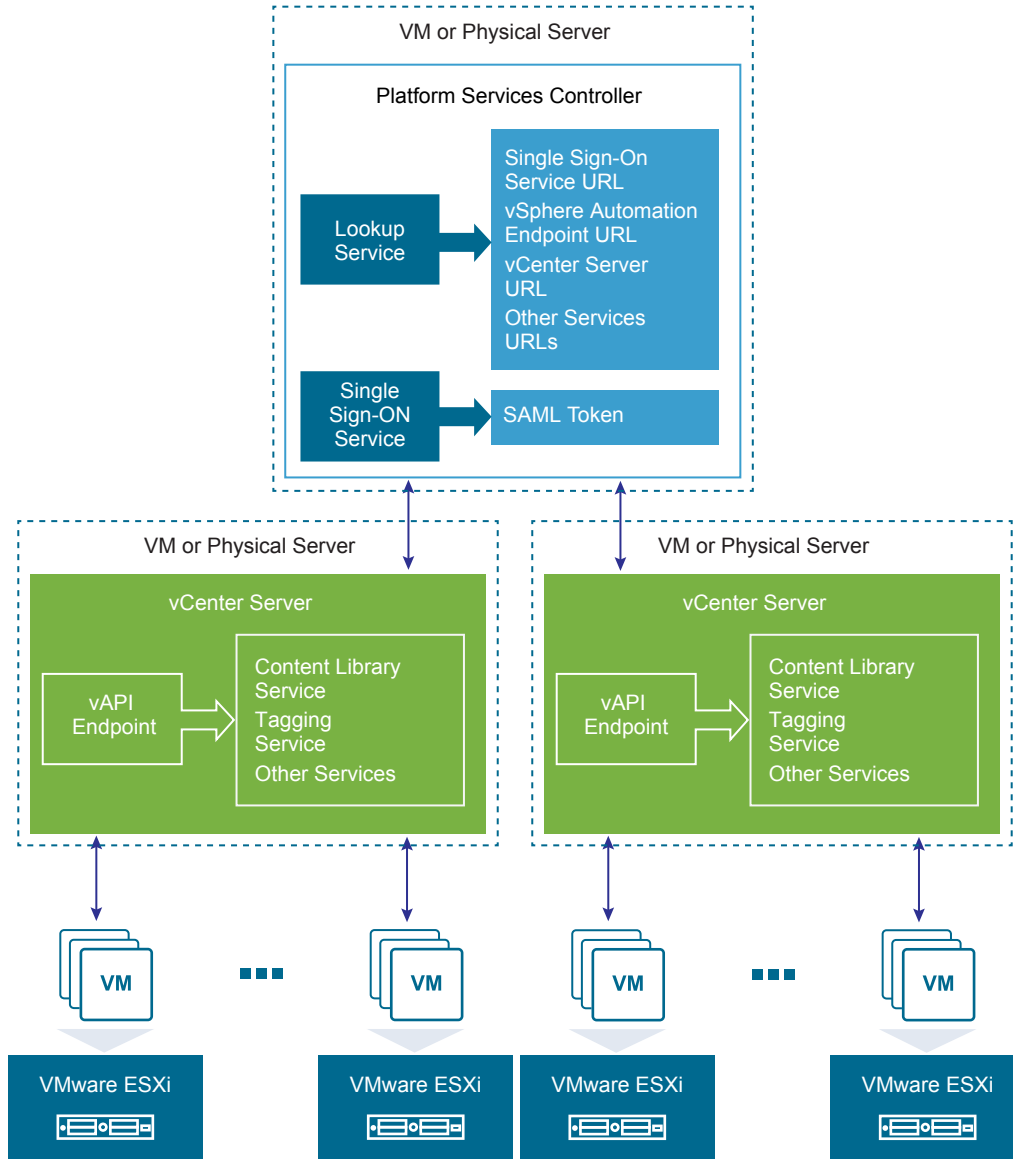 VM or Physical Server
Platform Services Controller
Lookup
Service
Single Sign-On
Service URL
vSphere Automation
Endpoint URL
vCenter Server
URL
Other Services
URLs
Single
Sign-ON
Service
SAML Token
VM or Physical Server
vCenter Server
vAPI
Endpoint
Content Library
Service
Tagging
Service
Other Services
VM or Physical Server
vCenter Server
vAPI
Endpoint
Content Library
Service
Tagging
Service
Other Services
VM
VM
VM
VM
VMware ESXi
VMware ESXi
VMware ESXi
VMware ESXi